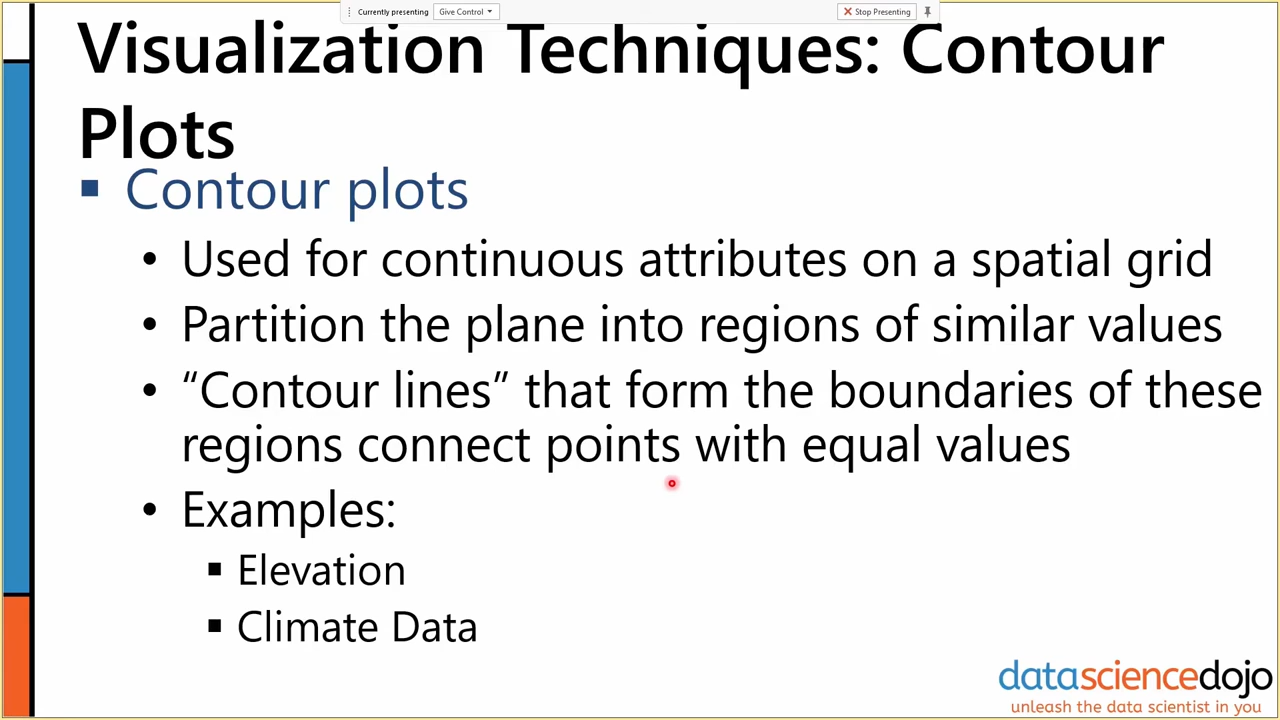 Currently presenting Give Control Stop Presenting
Visualization Techniques: Contour
Plots
Contour plots
• Used for continuous attributes on a spatial grid
• Partition the plane into regions of similar values
• “Contour lines” that form the boundaries of these
regions connect points with equal values
• Examples:
Elevation
Climate Data
datasciencedojo
unleash the data scientist in you